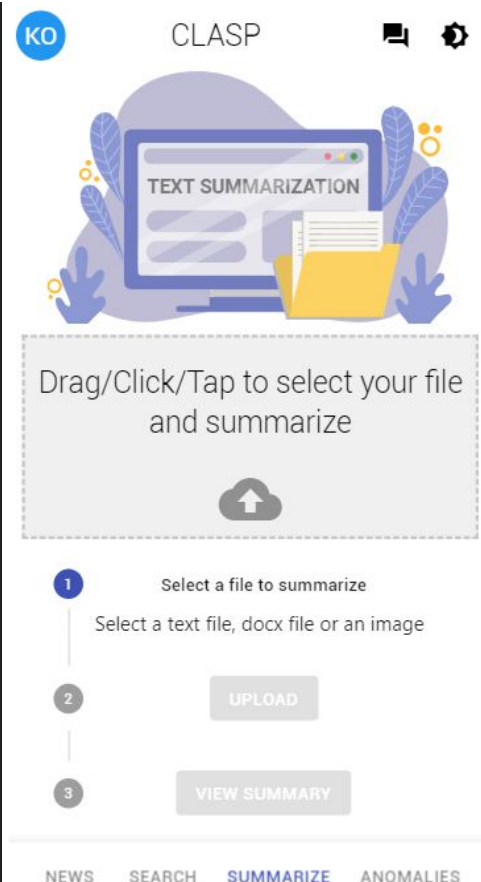 KO
CLASP
TEXT SUMMARIZATION
Drag/Click/Tap to select your file
and summarize
1
Select a file to summarize
Select a text file, docx file or an image
2
UPLOAD
3
VIEW SUMMARY
NEWS SEARCH SUMMARIZE ANOMALIES